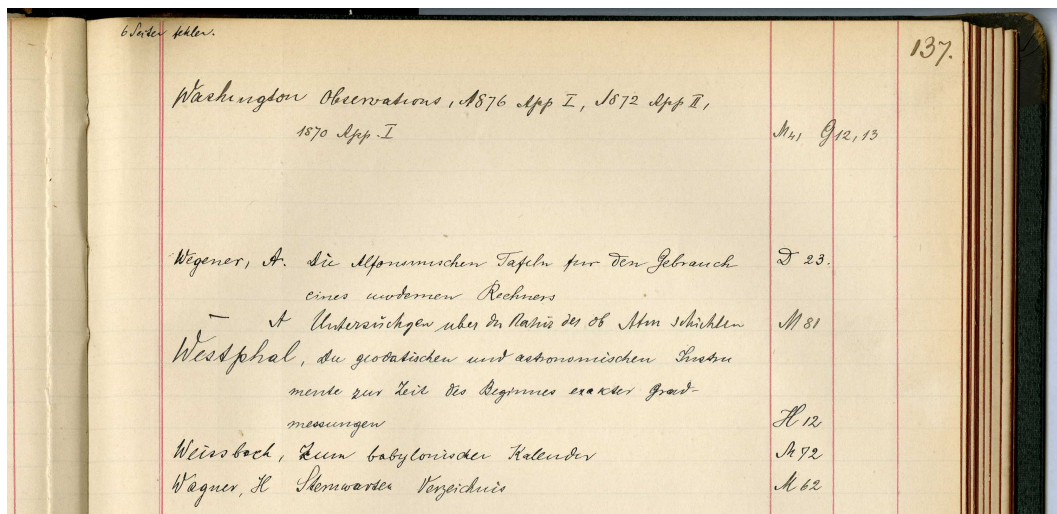 6 Seiten fehlen.
137.
Washington Observations, 1876 App I, 1872 App II,
1870 App. I M41 G12, 13
Wegener, A. Die Alfonsinischen Tafeln für den Gebrauch D 23.
eines modernen Rechners
— A Untersuchgen uber die Natur der ob Atm Schichten M 81
Westphal, Die geodätischen und astronomischen Instru
mente zur Zeit des Beginnes exakter Grad-
messungen H 12
Weissbach, Zum babylonischen Kalender M 72
Wagner, H Sternwarten Verzeichnis M 62